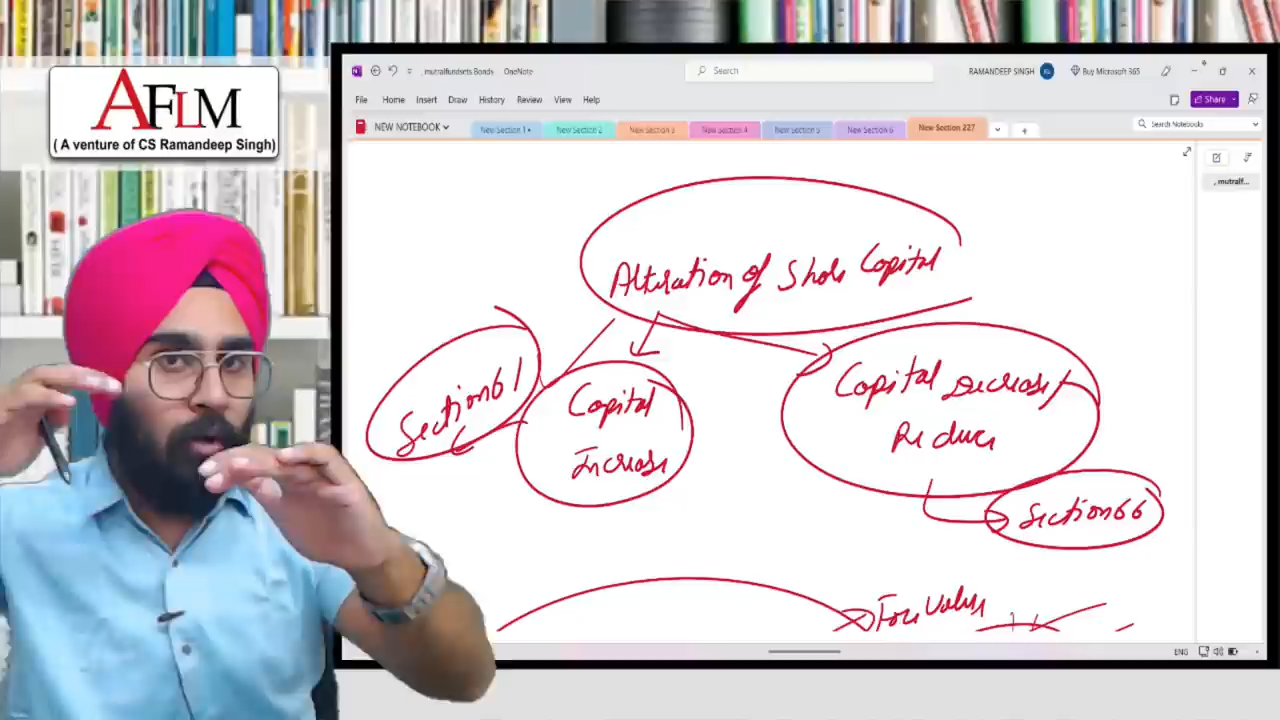 AFLM
( A venture of CS Ramandeep Singh)
, mutralfundsets Bonds - OneNote
Search
RAMANDEEP SINGH
Buy Microsoft 365
File Home Insert Draw History Review View Help
Share
NEW NOTEBOOK
New Section 1 New Section 2 New Section 3 New Section 4 New Section 5 New Section 6 New Section 227
Search Notebooks
, mutralf...
Alteration of Share Capital
Section 61
Capital
Increase
Capital Decrease/
Reduce
Section 66
Face Value
ENG